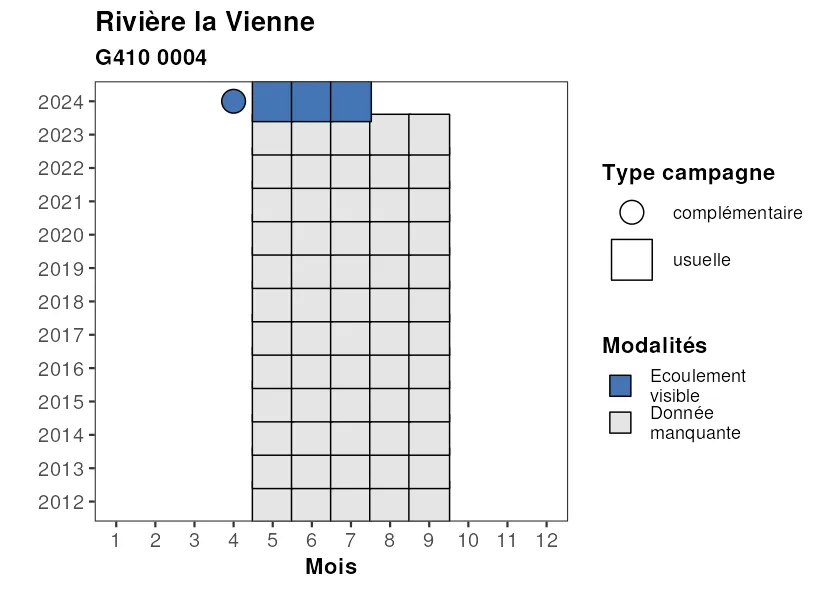 Rivière la Vienne
G410 0004
2024
2023
2022
2021
2020
2019
2018
2017
2016
2015
2014
2013
2012
1 2 3 4 5 6 7 8 9 10 11 12
Mois
Type campagne
complémentaire
usuelle
Modalités
Ecoulement
visible
Donnée
manquante